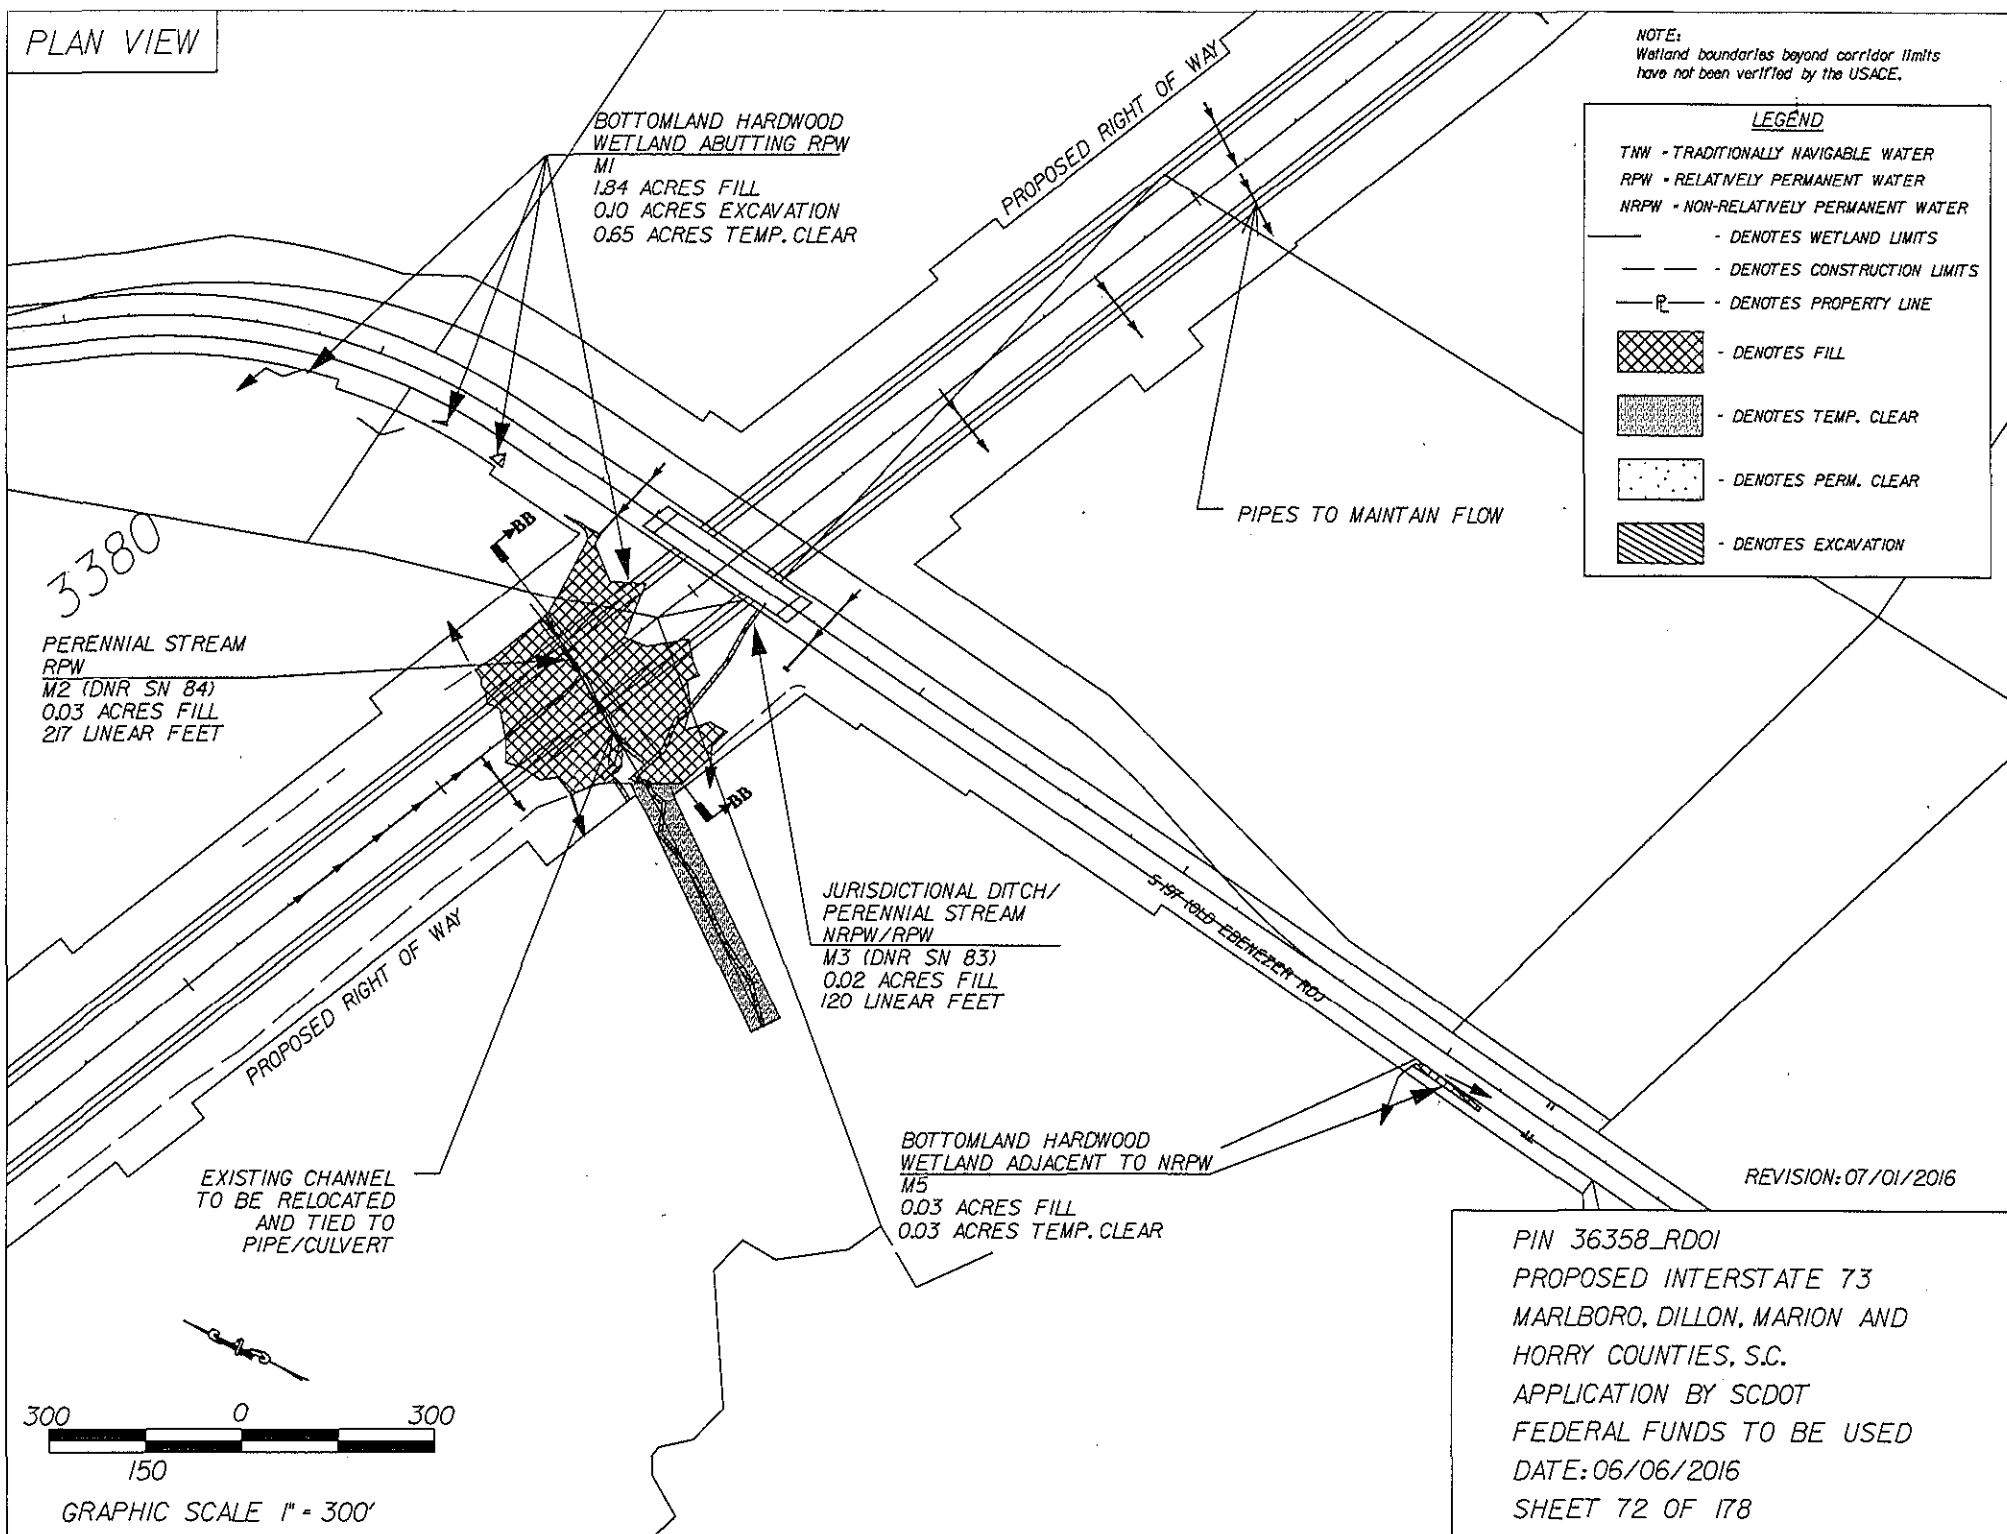 PLAN VIEW
NOTE:
Wetland boundaries beyond corridor limits
have not been verified by the USACE.
LEGEND
TNW - TRADITIONALLY NAVIGABLE WATER
RPW - RELATIVELY PERMANENT WATER
NRPW - NON-RELATIVELY PERMANENT WATER
- DENOTES WETLAND LIMITS
- DENOTES CONSTRUCTION LIMITS
PL - DENOTES PROPERTY LINE
- DENOTES FILL
- DENOTES TEMP. CLEAR
- DENOTES PERM. CLEAR
- DENOTES EXCAVATION
BOTTOMLAND HARDWOOD
WETLAND ABUTTING RPW
M1
1.84 ACRES FILL
0.10 ACRES EXCAVATION
0.65 ACRES TEMP. CLEAR
PROPOSED RIGHT OF WAY
PIPES TO MAINTAIN FLOW
3380
BB
PERENNIAL STREAM
RPW
M2 (DNR SN 84)
0.03 ACRES FILL
217 LINEAR FEET
BB
JURISDICTIONAL DITCH/
PERENNIAL STREAM
NRPW/RPW
M3 (DNR SN 83)
0.02 ACRES FILL
120 LINEAR FEET
S-197 (OLD EBENEZER RD.)
PROPOSED RIGHT OF WAY
EXISTING CHANNEL
TO BE RELOCATED
AND TIED TO
PIPE/CULVERT
BOTTOMLAND HARDWOOD
WETLAND ADJACENT TO NRPW
M5
0.03 ACRES FILL
0.03 ACRES TEMP. CLEAR
REVISION: 07/01/2016
300 0 300
150
GRAPHIC SCALE 1" = 300'
PIN 36358_RD01
PROPOSED INTERSTATE 73
MARLBORO, DILLON, MARION AND
HORRY COUNTIES, S.C.
APPLICATION BY SCDOT
FEDERAL FUNDS TO BE USED
DATE: 06/06/2016
SHEET 72 OF 178